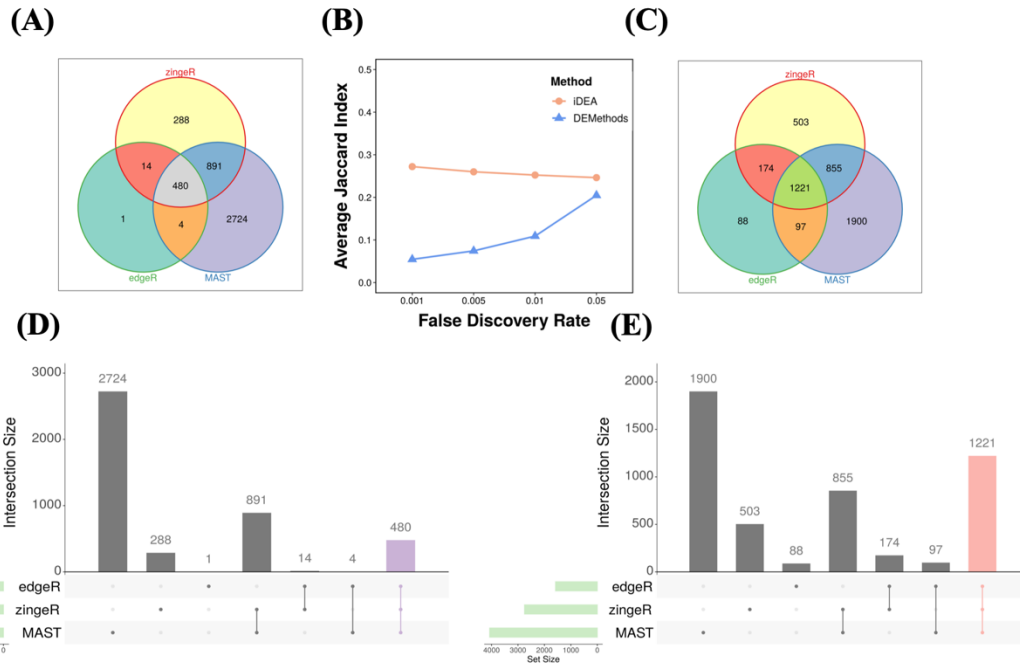 (A)
zingeR
288
14
891
480
1
4
2724
edgeR
MAST
(B)
Average Jaccard Index
0.5
0.4
0.3
0.2
0.1
0.0
Method
iDEA
DEMethods
0.001
0.005
0.01
0.05
False Discovery Rate
(C)
zingeR
503
174
855
1221
88
97
1900
edgeR
MAST
(D)
Intersection Size
3000
2000
1000
0
2724
288
1
891
14
4
480
edgeR
zingeR
MAST
0
(E)
Intersection Size
2000
1500
1000
500
0
1900
503
88
855
174
97
1221
edgeR
zingeR
MAST
4000 3000 2000 1000 0
Set Size